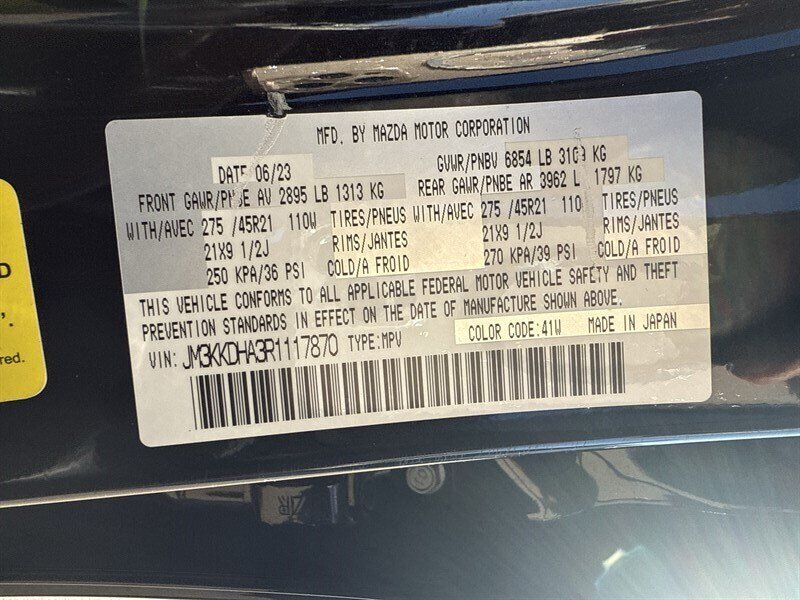 MFD. BY MAZDA MOTOR CORPORATION
DATE 06/23 GVWR/PNBV 6854 LB 3109 KG
FRONT GAWR/PNBE AV 2895 LB 1313 KG REAR GAWR/PNBE AR 3962 L 1797 KG
WITH/AVEC 275 /45R21 110W TIRES/PNEUS WITH/AVEC 275 /45R21 110 TIRES/PNEUS
21X9 1/2J RIMS/JANTES 21X9 1/2J RIMS/JANTES
250 KPA/36 PSI COLD/A FROID 270 KPA/39 PSI COLD/A FROID
THIS VEHICLE CONFORMS TO ALL APPLICABLE FEDERAL MOTOR VEHICLE SAFETY AND THEFT
PREVENTION STANDARDS IN EFFECT ON THE DATE OF MANUFACTURE SHOWN ABOVE.
COLOR CODE:41W MADE IN JAPAN
VIN: JM3KKDHA3R1117870 TYPE:MPV
D
.
red.